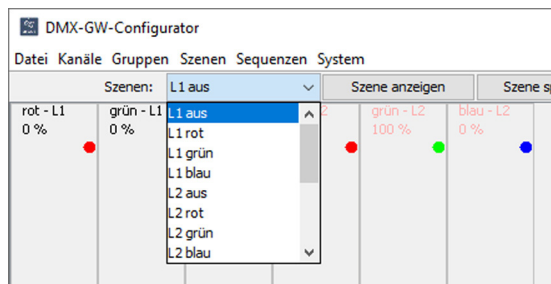 DMX-GW-Configurator
Datei Kanäle Gruppen Szenen Sequenzen System
Szenen: L1 aus Szene anzeigen Szene s
rot - L1 grün - L1 2 grün - L2 blau - L2
0 % 0 % 100 % 0 %
L1 aus
L1 rot
L1 grün
L1 blau
L2 aus
L2 rot
L2 grün
L2 blau